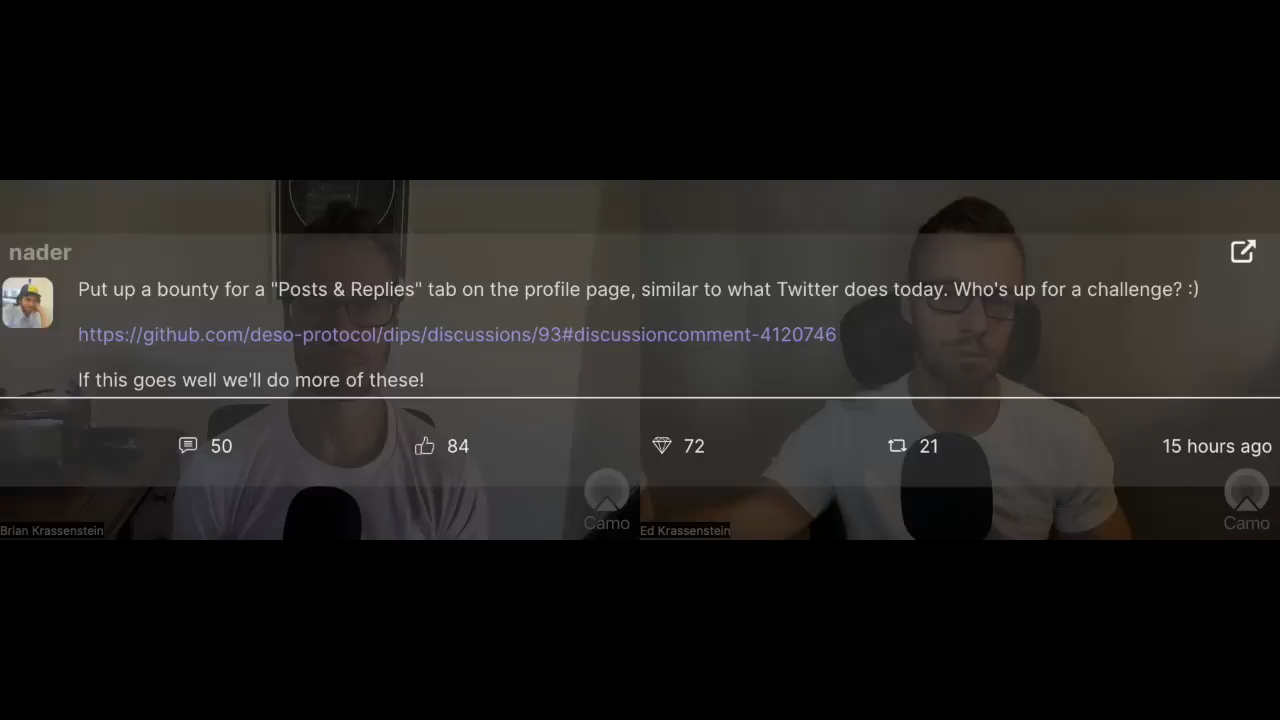 nader
Put up a bounty for a "Posts & Replies" tab on the profile page, similar to what Twitter does today. Who's up for a challenge? :)
https://github.com/deso-protocol/dips/discussions/93#discussioncomment-4120746
If this goes well we'll do more of these!
50 84 72 21 15 hours ago
Camo Camo
Brian Krassenstein Ed Krassenstein